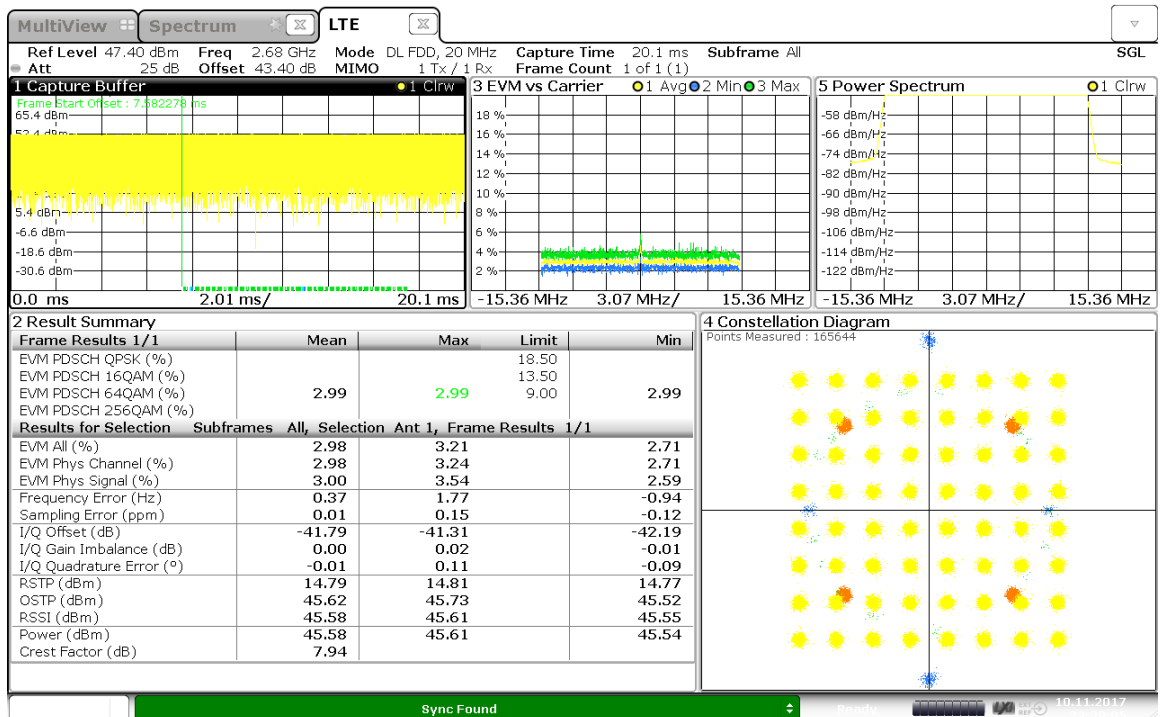 MultiView Spectrum LTE
Ref Level 47.40 dBm Freq 2.68 GHz Mode DL FDD, 20 MHz Capture Time 20.1 ms Subframe All SGL
Att 25 dB Offset 43.40 dB MIMO 1 Tx / 1 Rx Frame Count 1 of 1 (1)
1 Capture Buffer 1 Clrw
Frame Start Offset : 7.582278 ms
65.4 dBm
52.4 dBm
5.4 dBm
-6.6 dBm
-18.6 dBm
-30.6 dBm
0.0 ms 2.01 ms/ 20.1 ms
3 EVM vs Carrier 1 Avg 2 Min 3 Max
18 %
16 %
14 %
12 %
10 %
8 %
6 %
4 %
2 %
-15.36 MHz 3.07 MHz/ 15.36 MHz
5 Power Spectrum 1 Clrw
-58 dBm/Hz
-66 dBm/Hz
-74 dBm/Hz
-82 dBm/Hz
-90 dBm/Hz
-98 dBm/Hz
-106 dBm/Hz
-114 dBm/Hz
-122 dBm/Hz
-15.36 MHz 3.07 MHz/ 15.36 MHz
2 Result Summary
Frame Results 1/1 Mean Max Limit Min
EVM PDSCH QPSK (%) 18.50
EVM PDSCH 16QAM (%) 13.50
EVM PDSCH 64QAM (%) 2.99 2.99 9.00 2.99
EVM PDSCH 256QAM (%)
Results for Selection Subframes All, Selection Ant 1, Frame Results 1/1
EVM All (%) 2.98 3.21 2.71
EVM Phys Channel (%) 2.98 3.24 2.71
EVM Phys Signal (%) 3.00 3.54 2.59
Frequency Error (Hz) 0.37 1.77 -0.94
Sampling Error (ppm) 0.01 0.15 -0.12
I/Q Offset (dB) -41.79 -41.31 -42.19
I/Q Gain Imbalance (dB) 0.00 0.02 -0.01
I/Q Quadrature Error (º) -0.01 0.11 -0.09
RSTP (dBm) 14.79 14.81 14.77
OSTP (dBm) 45.62 45.73 45.52
RSSI (dBm) 45.58 45.61 45.55
Power (dBm) 45.58 45.61 45.54
Crest Factor (dB) 7.94
4 Constellation Diagram
Points Measured : 165644
Sync Found Ready EXT REF 10.11.2017